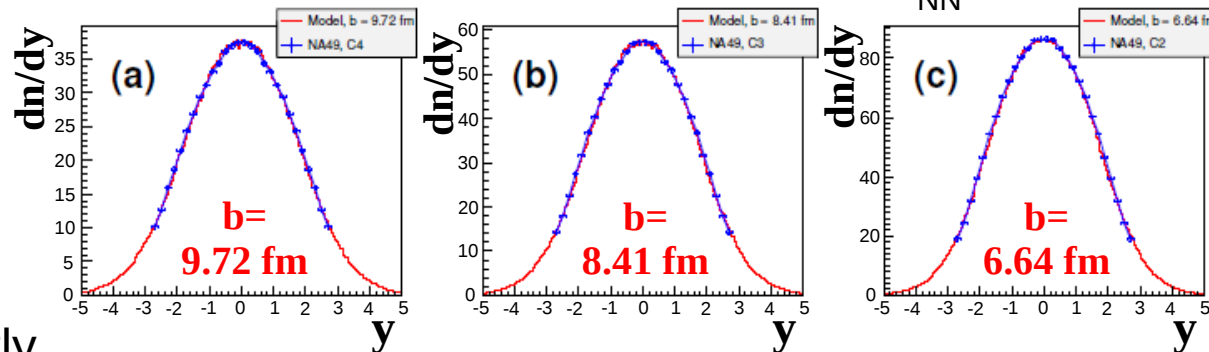 NN
Model, b = 9.72 fm
NA49, C4
dn/dy
35
30
25
20
15
10
5
0
(a)
b=
9.72 fm
-5 -4 -3 -2 -1 0 1 2 3 4 5
y
Model, b = 8.41 fm
NA49, C3
dn/dy
60
50
40
30
20
10
0
(b)
b=
8.41 fm
-5 -4 -3 -2 -1 0 1 2 3 4 5
y
Model, b = 6.64 fm
NA49, C2
dn/dy
80
60
40
20
0
(c)
b=
6.64 fm
-5 -4 -3 -2 -1 0 1 2 3 4 5
y